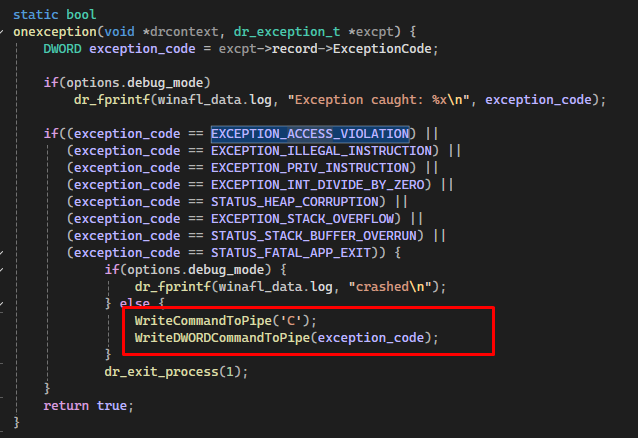 static bool
onexception(void *drcontext, dr_exception_t *excpt) {
    DWORD exception_code = excpt->record->ExceptionCode;

    if(options.debug_mode)
        dr_fprintf(winafl_data.log, "Exception caught: %x\n", exception_code);

    if((exception_code == EXCEPTION_ACCESS_VIOLATION) ||
       (exception_code == EXCEPTION_ILLEGAL_INSTRUCTION) ||
       (exception_code == EXCEPTION_PRIV_INSTRUCTION) ||
       (exception_code == EXCEPTION_INT_DIVIDE_BY_ZERO) ||
       (exception_code == STATUS_HEAP_CORRUPTION) ||
       (exception_code == EXCEPTION_STACK_OVERFLOW) ||
       (exception_code == STATUS_STACK_BUFFER_OVERRUN) ||
       (exception_code == STATUS_FATAL_APP_EXIT)) {
            if(options.debug_mode) {
                dr_fprintf(winafl_data.log, "crashed\n");
            } else {
                WriteCommandToPipe('C');
                WriteDWORDCommandToPipe(exception_code);
            }
            dr_exit_process(1);
    }
    return true;
}